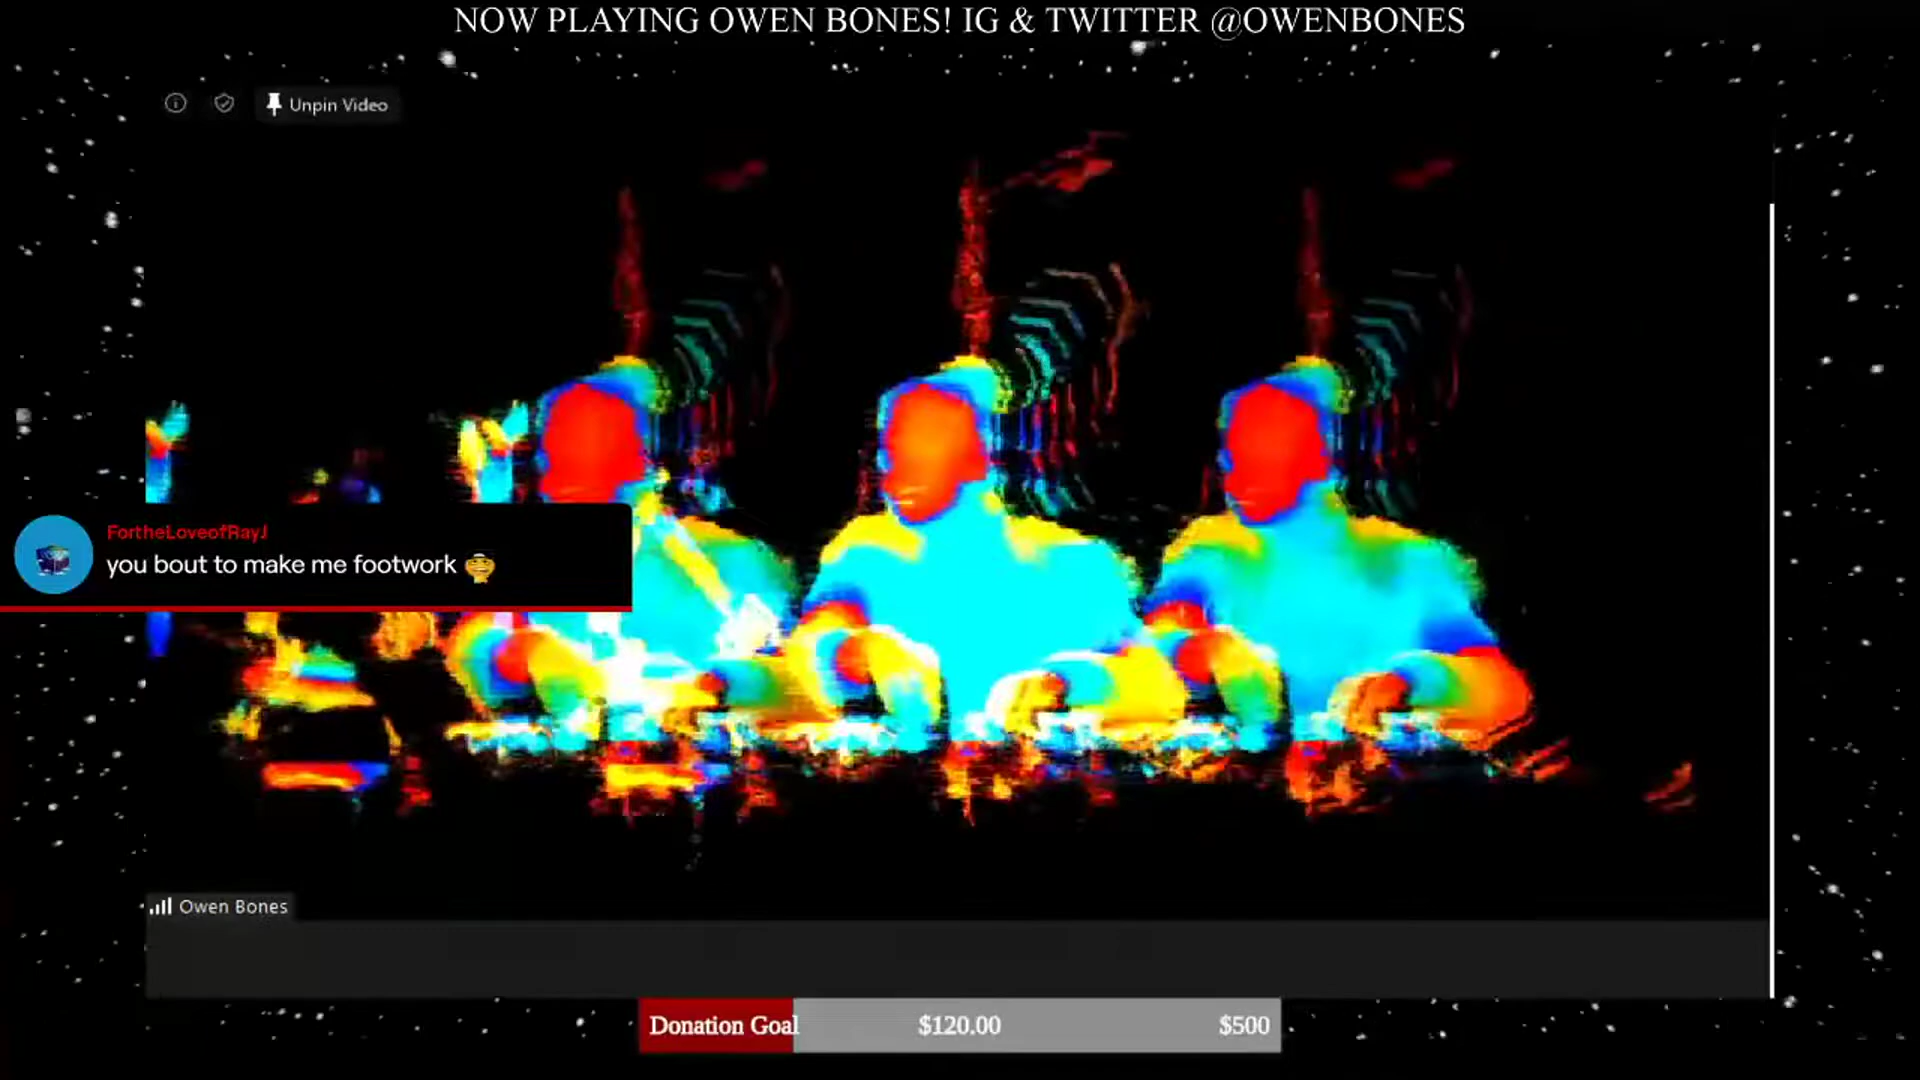 NOW PLAYING OWEN BONES! IG & TWITTER @OWENBONES
Unpin Video
FortheLoveofRayJ
you bout to make me footwork
Owen Bones
Donation Goal $120.00 $500